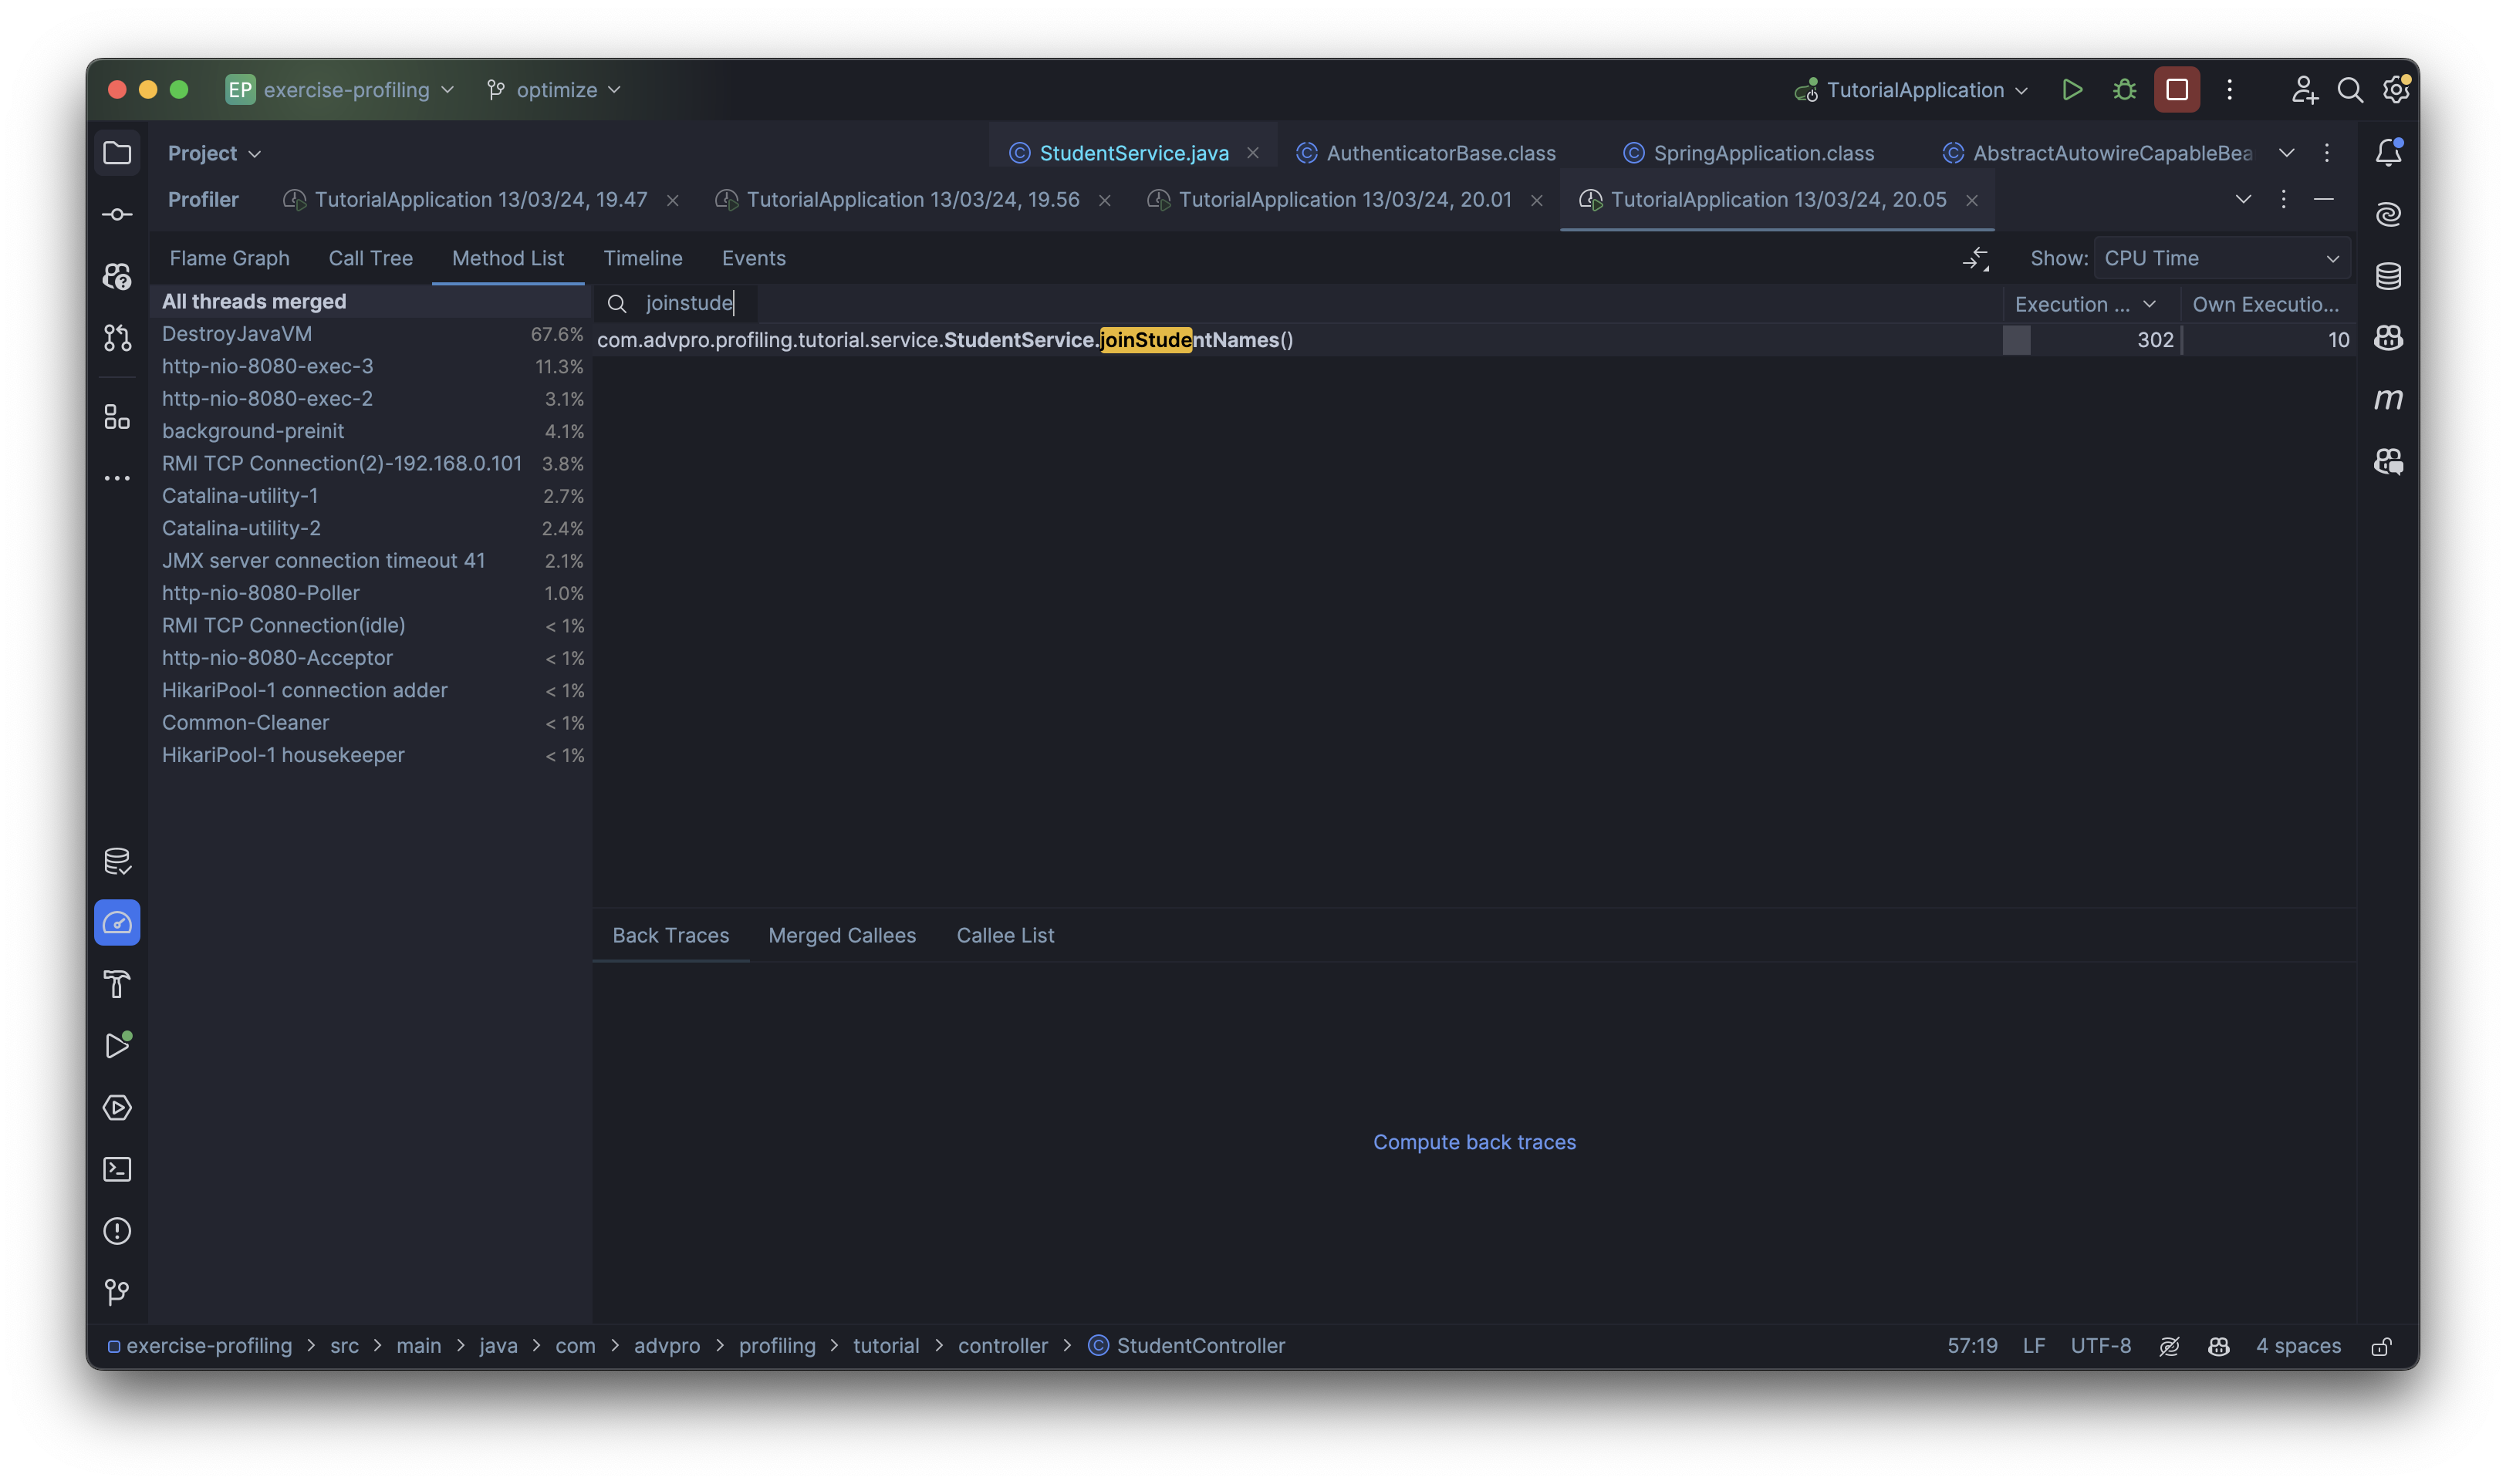 EP exercise-profiling optimize TutorialApplication
Project StudentService.java AuthenticatorBase.class SpringApplication.class AbstractAutowireCapableBea
Profiler TutorialApplication 13/03/24, 19.47 TutorialApplication 13/03/24, 19.56 TutorialApplication 13/03/24, 20.01 TutorialApplication 13/03/24, 20.05
Flame Graph Call Tree Method List Timeline Events Show: CPU Time
All threads merged
DestroyJavaVM 67.6%
http-nio-8080-exec-3 11.3%
http-nio-8080-exec-2 3.1%
background-preinit 4.1%
RMI TCP Connection(2)-192.168.0.101 3.8%
Catalina-utility-1 2.7%
Catalina-utility-2 2.4%
JMX server connection timeout 41 2.1%
http-nio-8080-Poller 1.0%
RMI TCP Connection(idle) < 1%
http-nio-8080-Acceptor < 1%
HikariPool-1 connection adder < 1%
Common-Cleaner < 1%
HikariPool-1 housekeeper < 1%
joinstude Execution ... Own Executio...
com.advpro.profiling.tutorial.service.StudentService.joinStudentNames() 302 10
Back Traces Merged Callees Callee List
Compute back traces
exercise-profiling > src > main > java > com > advpro > profiling > tutorial > controller > StudentController 57:19 LF UTF-8 4 spaces